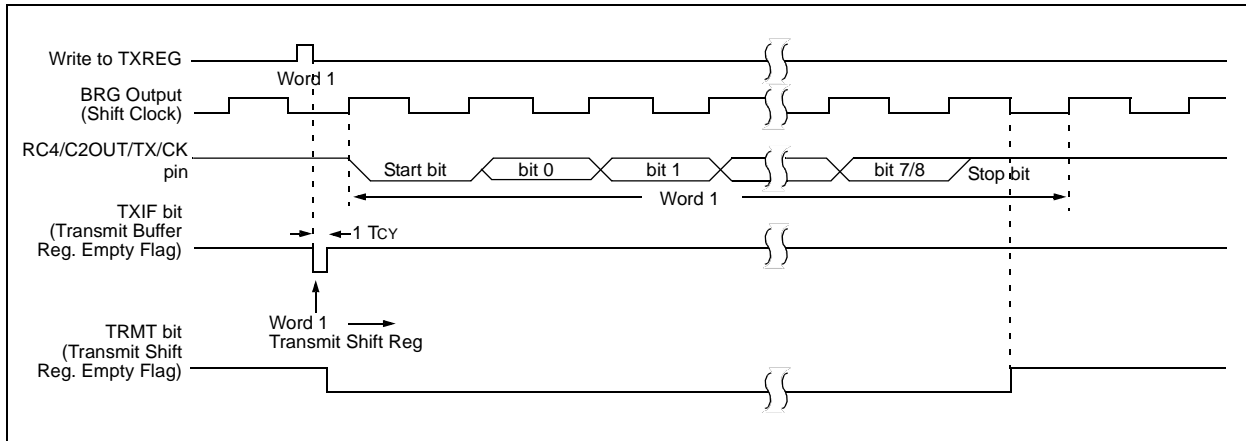 Write to TXREG
Word 1
BRG Output
(Shift Clock)
RC4/C2OUT/TX/CK
pin
Start bit
bit 0
bit 1
bit 7/8
Stop bit
Word 1
TXIF bit
(Transmit Buffer
Reg. Empty Flag)
1 TCY
Word 1
Transmit Shift Reg
TRMT bit
(Transmit Shift
Reg. Empty Flag)